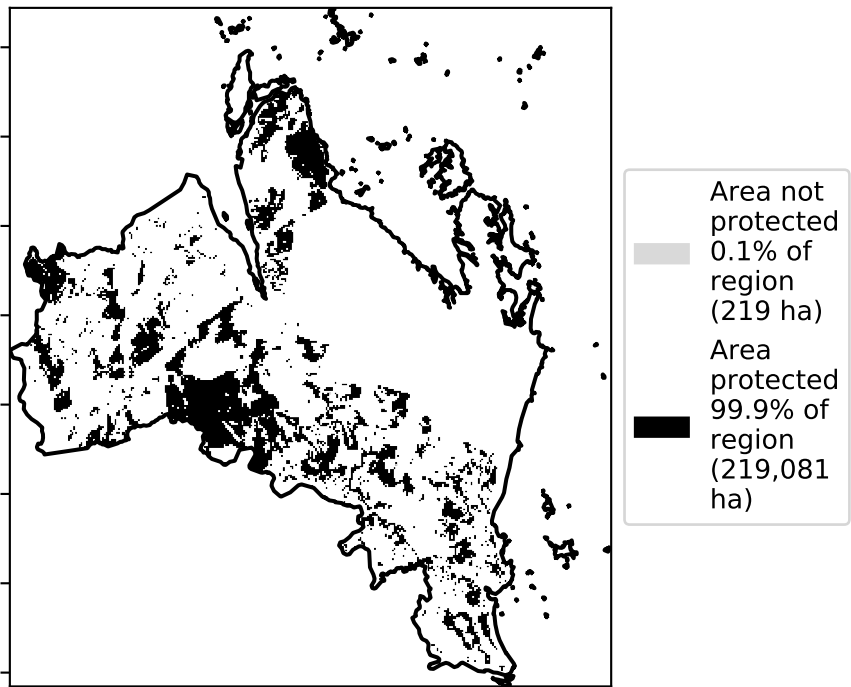 Area not
protected
0.1% of
region
(219 ha)
Area
protected
99.9% of
region
(219,081
ha)